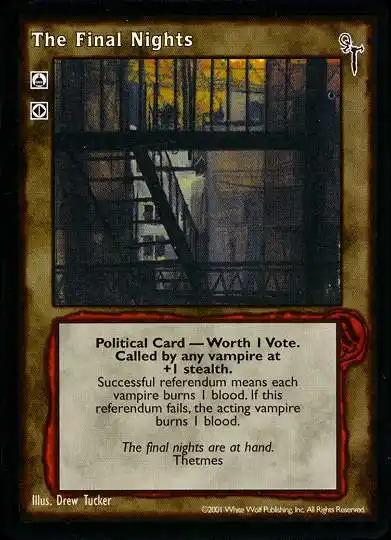 The Final Nights
Political Card — Worth 1 Vote.
Called by any vampire at
+1 stealth.
Successful referendum means each
vampire burns 1 blood. If this
referendum fails, the acting vampire
burns 1 blood.
The final nights are at hand.
Thetmes
Illus. Drew Tucker
©2001 White Wolf Publishing, Inc. All Rights Reserved.